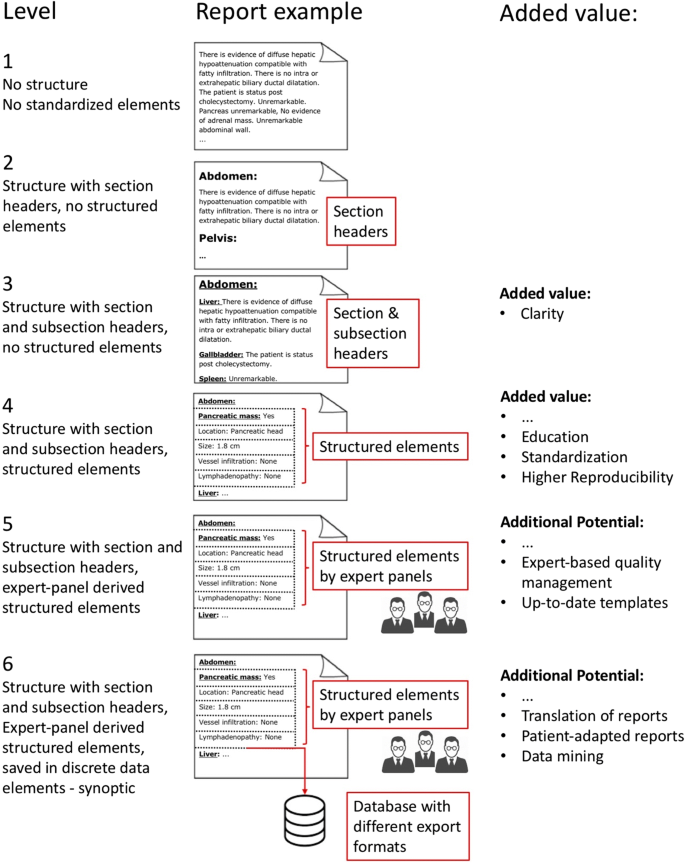 Level
Report example
Added value:
1
No structure
No standardized elements
There is evidence of diffuse hepatic
hypoattenuation compatible with
fatty infiltration. There is no intra or
extrahepatic biliary ductal dilatation.
The patient is status post
cholecystectomy. Unremarkable.
Pancreas unremarkable, No evidence
of adrenal mass. Unremarkable
abdominal wall.
...
2
Structure with section
headers, no structured
elements
Abdomen:
There is evidence of diffuse hepatic
hypoattenuation compatible with
fatty infiltration. There is no intra or
extrahepatic biliary ductal dilatation.
Pelvis:
...
Section
headers
3
Structure with section
and subsection headers,
no structured elements
Abdomen:
Liver: There is evidence of diffuse
hepatic hypoattenuation compatible
with fatty infiltration. There is no
intra or extrahepatic biliary ductal
dilatation.
Gallbladder: The patient is status
post cholecystectomy.
Spleen: Unremarkable.
Section &
subsection
headers
Added value:
• Clarity
4
Structure with section
and subsection headers,
structured elements
Abdomen:
Pancreatic mass: Yes
Location: Pancreatic head
Size: 1.8 cm
Vessel infiltration: None
Lymphadenopathy: None
Liver: ...
Structured elements
Added value:
• ...
• Education
• Standardization
• Higher Reproducibility
5
Structure with section and
subsection headers,
expert-panel derived
structured elements
Abdomen:
Pancreatic mass: Yes
Location: Pancreatic head
Size: 1.8 cm
Vessel infiltration: None
Lymphadenopathy: None
Liver: ...
Structured elements
by expert panels
Additional Potential:
• ...
• Expert-based quality
management
• Up-to-date templates
6
Structure with section
and subsection headers,
Expert-panel derived
structured elements,
saved in discrete data
elements - synoptic
Abdomen:
Pancreatic mass: Yes
Location: Pancreatic head
Size: 1.8 cm
Vessel infiltration: None
Lymphadenopathy: None
Liver: ...
Structured elements
by expert panels
Database with
different export
formats
Additional Potential:
• ...
• Translation of reports
• Patient-adapted reports
• Data mining